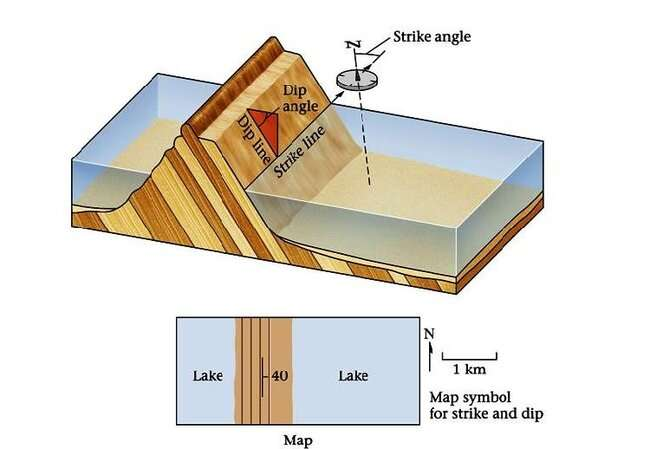 N
Strike angle
Dip
angle
Dip line
Strike line
N
Lake
40
Lake
1 km
Map symbol
for strike and dip
Map